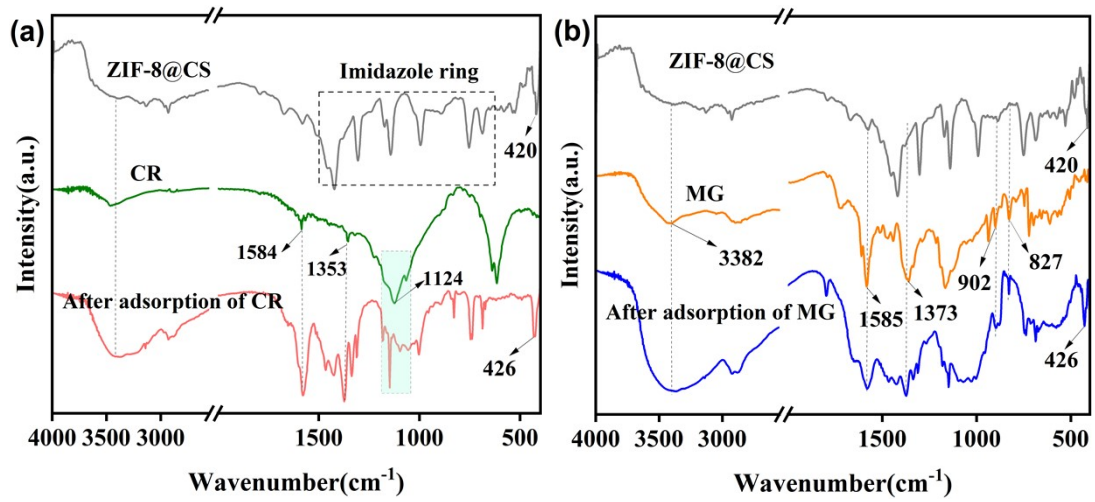 (a)
ZIF-8@CS
Imidazole ring
420
CR
1584
1353
1124
After adsorption of CR
426
Intensity(a.u.)
4000 3500 3000 1500 1000 500
Wavenumber(cm-1)
(b)
ZIF-8@CS
420
MG
3382
902
827
1585
1373
After adsorption of MG
426
Intensity(a.u.)
4000 3500 3000 1500 1000 500
Wavenumber(cm-1)